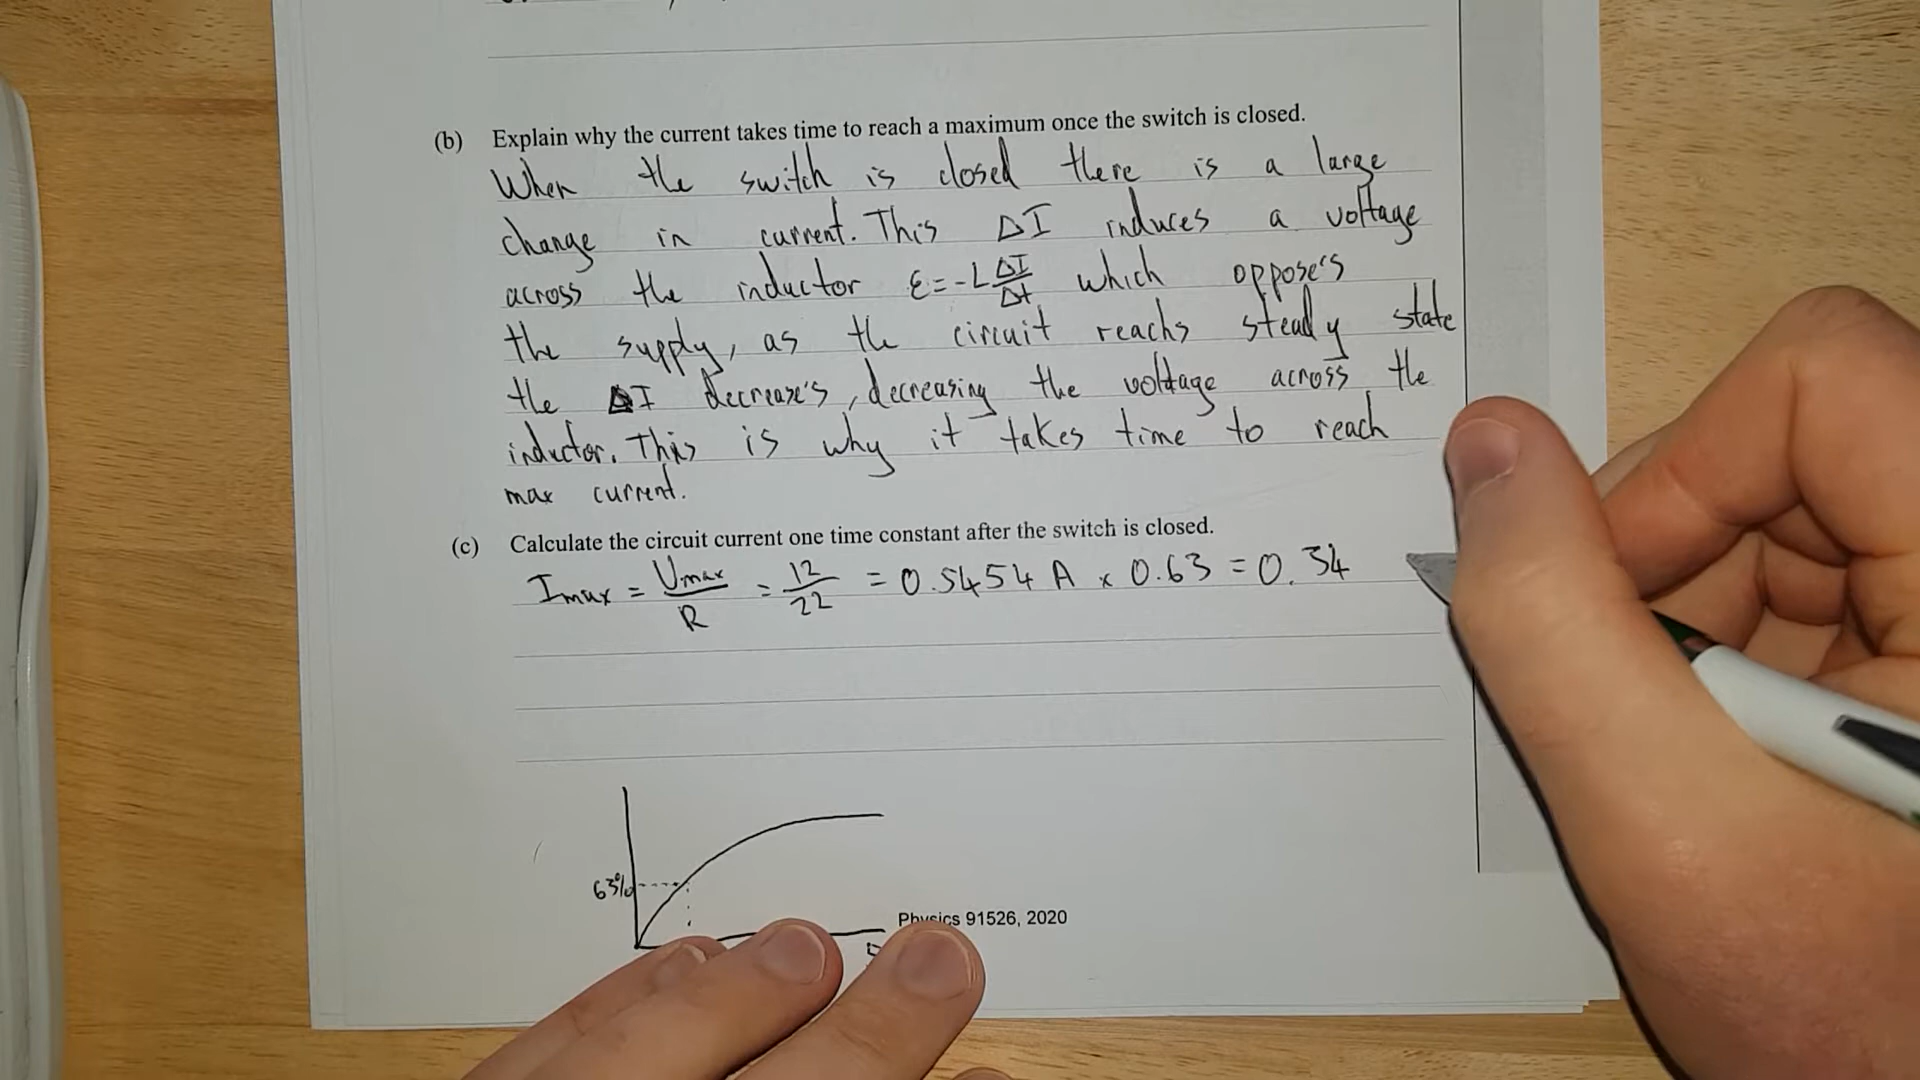 (b) Explain why the current takes time to reach a maximum once the switch is closed.
When the switch is closed there is a large
change in current. This ΔI induces a voltage
across the inductor ε=-L ΔI/Δt which oppose's
the supply, as the circuit reachs steady state
the ΔI decrease's, decreasing the voltage across the
inductor. This is why it takes time to reach
max current.
(c) Calculate the circuit current one time constant after the switch is closed.
Imax = Vmax/R = 12/22 = 0.5454 A x 0.63 = 0.34
63%
Physics 91526, 2020